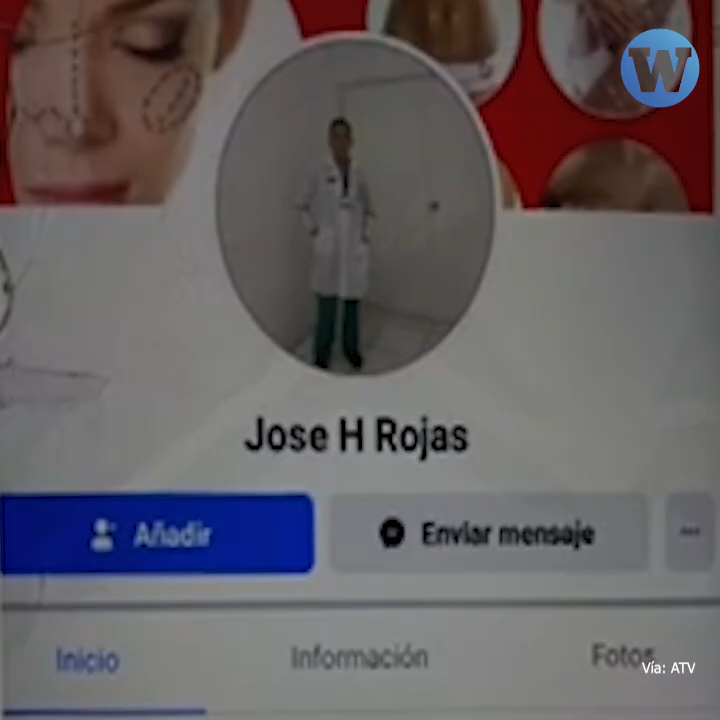 W
Jose H Rojas
Añadir
Enviar mensaje
Inicio
Información
Fotos
Vía: ATV